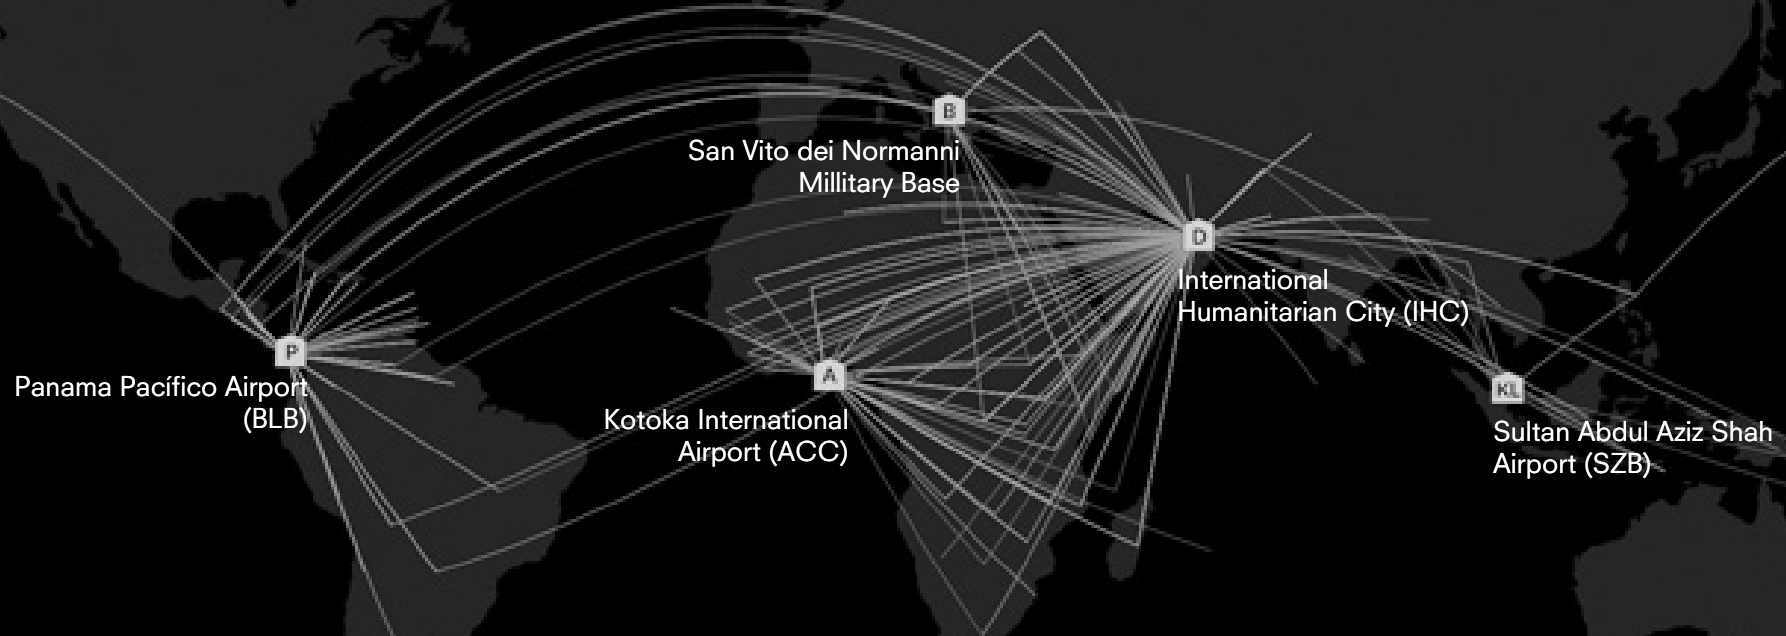 B
San Vito dei Normanni
Millitary Base
D
International
Humanitarian City (IHC)
P
Panama Pacífico Airport
(BLB)
A
Kotoka International
Airport (ACC)
KL
Sultan Abdul Aziz Shah
Airport (SZB)